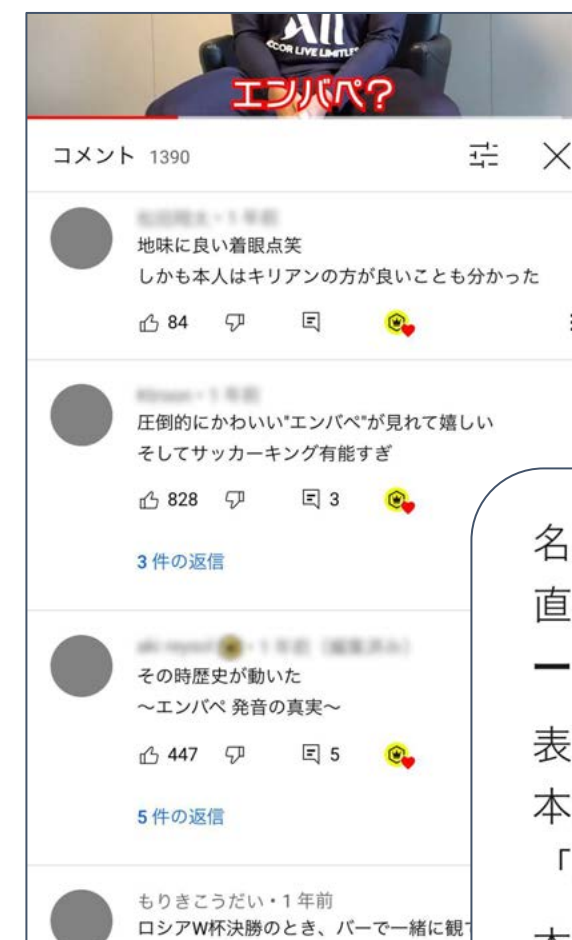 All
ACCOR LIVE LIMITLESS
エンバペ？
コメント 1390
地味に良い着眼点笑
しかも本人はキリアンの方が良いことも分かった
84
圧倒的にかわいい"エンバペ"が見れて嬉しい
そしてサッカーキング有能すぎ
828
3
3 件の返信
その時歴史が動いた
〜エンバペ 発音の真実〜
447
5
5 件の返信
もりきこうだい・1 年前
ロシアW杯決勝のとき、バーで一緒に観
名
直
ー
表
本
「